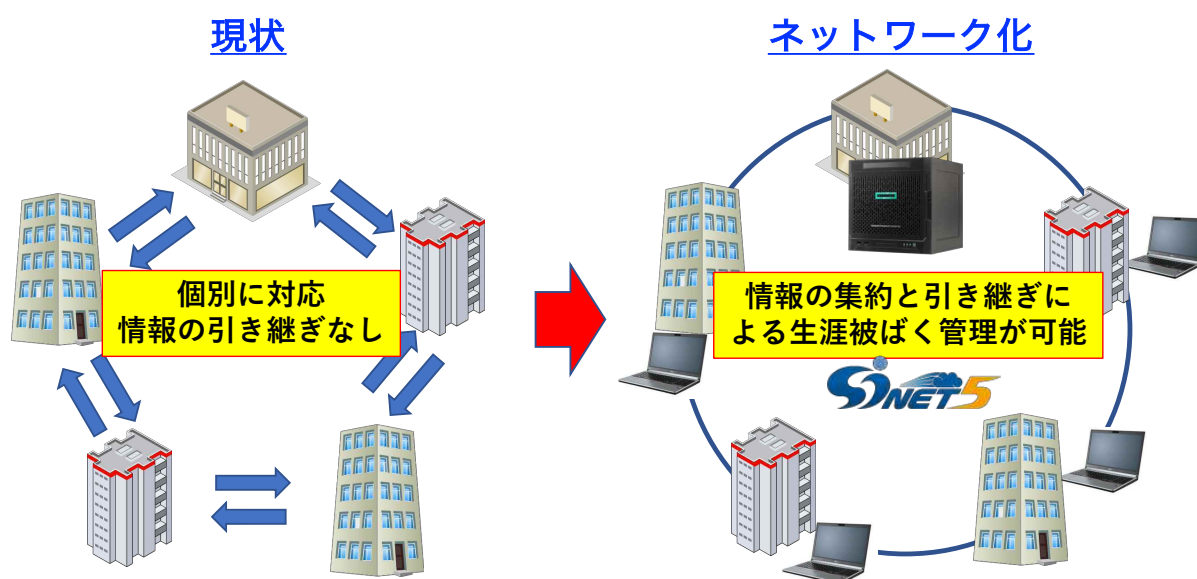 現状
ネットワーク化
個別に対応
情報の引き継ぎなし
情報の集約と引き継ぎに
よる生涯被ばく管理が可能
SINET5